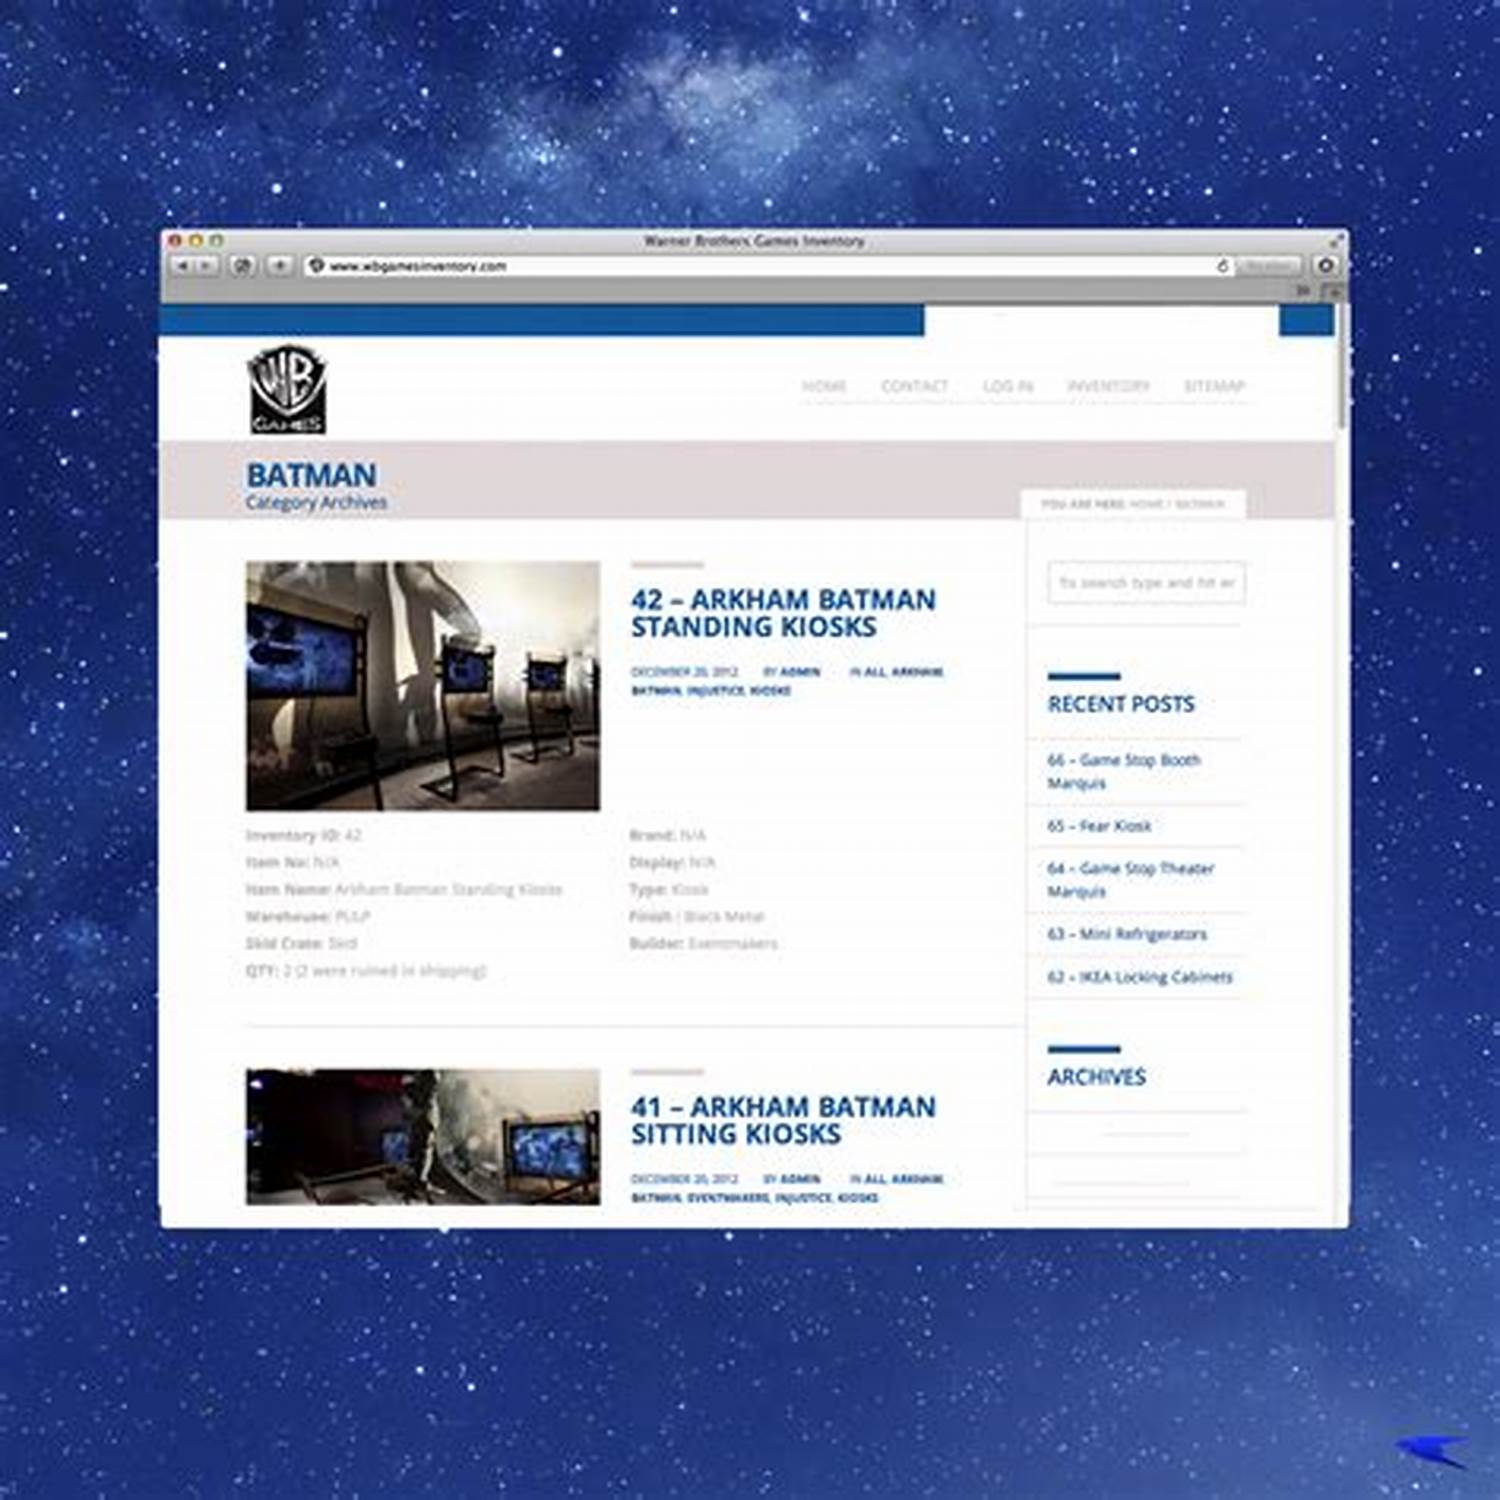 Warner Brothers Games Inventory
www.wbgamesinventory.com
WB
GAMES
HOME CONTACT LOG IN INVENTORY SITEMAP
BATMAN
Category Archives
YOU ARE HERE: HOME / BATMAN
42 – ARKHAM BATMAN
STANDING KIOSKS
DECEMBER 20, 2012 BY ADMIN IN ALL, ARKHAM
BATMAN, INJUSTICE, KIOSKS
Inventory ID: 42
Item No: N/A
Item Name: Arkham Batman Standing Kiosks
Warehouse:
Skid Crate: Skid
QTY: 2 (2 were ruined in shipping)
Brand: N/A
Display: N/A
Type: Kiosk
Finish : Black Metal
Builder: Eventmakers
41 – ARKHAM BATMAN
SITTING KIOSKS
DECEMBER 20, 2012 BY ADMIN IN ALL, ARKHAM
BATMAN, EVENTMAKERS, INJUSTICE, KIOSKS
To search type and hit en
RECENT POSTS
66 – Game Stop Booth
Marquis
65 – Fear Kiosk
64 – Game Stop Theater
Marquis
63 – Mini Refrigerators
62 – IKEA Locking Cabinets
ARCHIVES